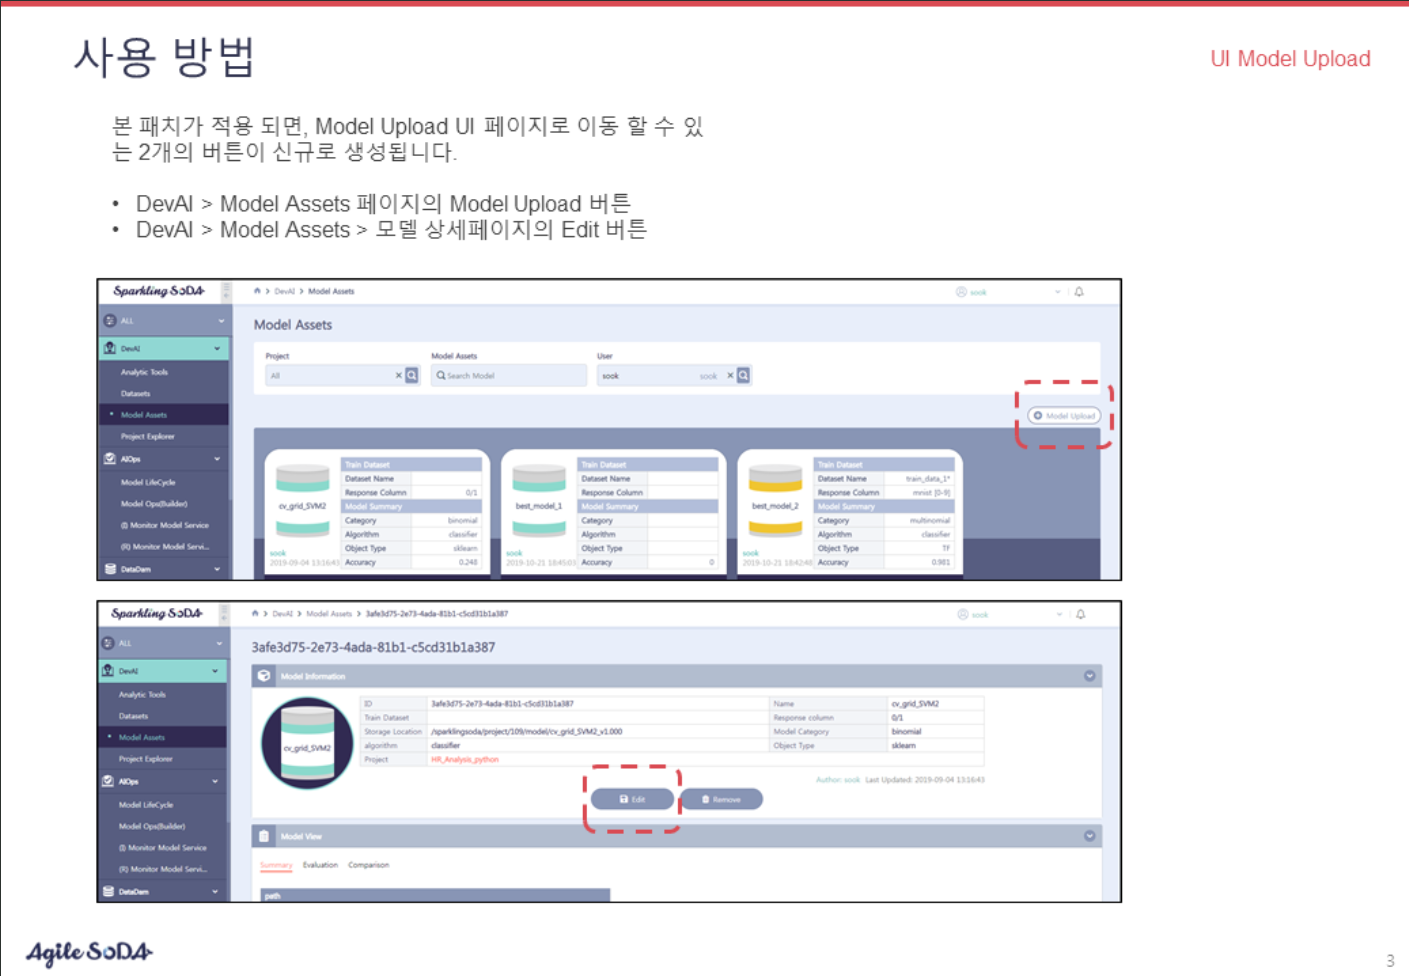 사용 방법
UI Model Upload
본 패치가 적용 되면, Model Upload UI 페이지로 이동 할 수 있
는 2개의 버튼이 신규로 생성됩니다.
• DevAI > Model Assets 페이지의 Model Upload 버튼
• DevAI > Model Assets > 모델 상세페이지의 Edit 버튼
Sparkling SODA
> DevAI > Model Assets
sook
ALL
DevAI
Analytic Tools
Datasets
• Model Assets
Project Explorer
AIOps
Model LifeCycle
Model Ops(Builder)
(I) Monitor Model Service
(R) Monitor Model Servi...
DataDam
Model Assets
Project
Model Assets
User
All
Search Model
sook sook
Model Upload
cv_grid_SVM2
sook
2019-09-04 13:16:43
Train Dataset
Dataset Name
Response Column 0/1
Model Summary
Category binomial
Algorithm classifier
Object Type sklearn
Accuracy 0.248
best_model_1
sook
2019-10-21 18:45:03
Train Dataset
Dataset Name
Response Column
Model Summary
Category
Algorithm
Object Type
Accuracy 0
best_model_2
sook
2019-10-21 18:42:48
Train Dataset
Dataset Name train_data_1*
Response Column mnist [0-9]
Model Summary
Category multinomial
Algorithm classifier
Object Type TF
Accuracy 0.981
Sparkling SODA
> DevAI > Model Assets > 3afe3d75-2e73-4ada-81b1-c5cd31b1a387
sook
ALL
DevAI
Analytic Tools
Datasets
• Model Assets
Project Explorer
AIOps
Model LifeCycle
Model Ops(Builder)
(I) Monitor Model Service
(R) Monitor Model Servi...
DataDam
3afe3d75-2e73-4ada-81b1-c5cd31b1a387
Model Information
cv_grid_SVM2
ID 3afe3d75-2e73-4ada-81b1-c5cd31b1a387 Name cv_grid_SVM2
Train Dataset Response column 0/1
Storage Location /sparklingsoda/project/109/model/cv_grid_SVM2_v1.000 Model Category binomial
algorithm classifier Object Type sklearn
Project HR_Analysis_python
Author: sook Last Updated: 2019-09-04 13:16:43
Edit
Remove
Model View
Summary Evaluation Comparison
path
Agile SODA
3